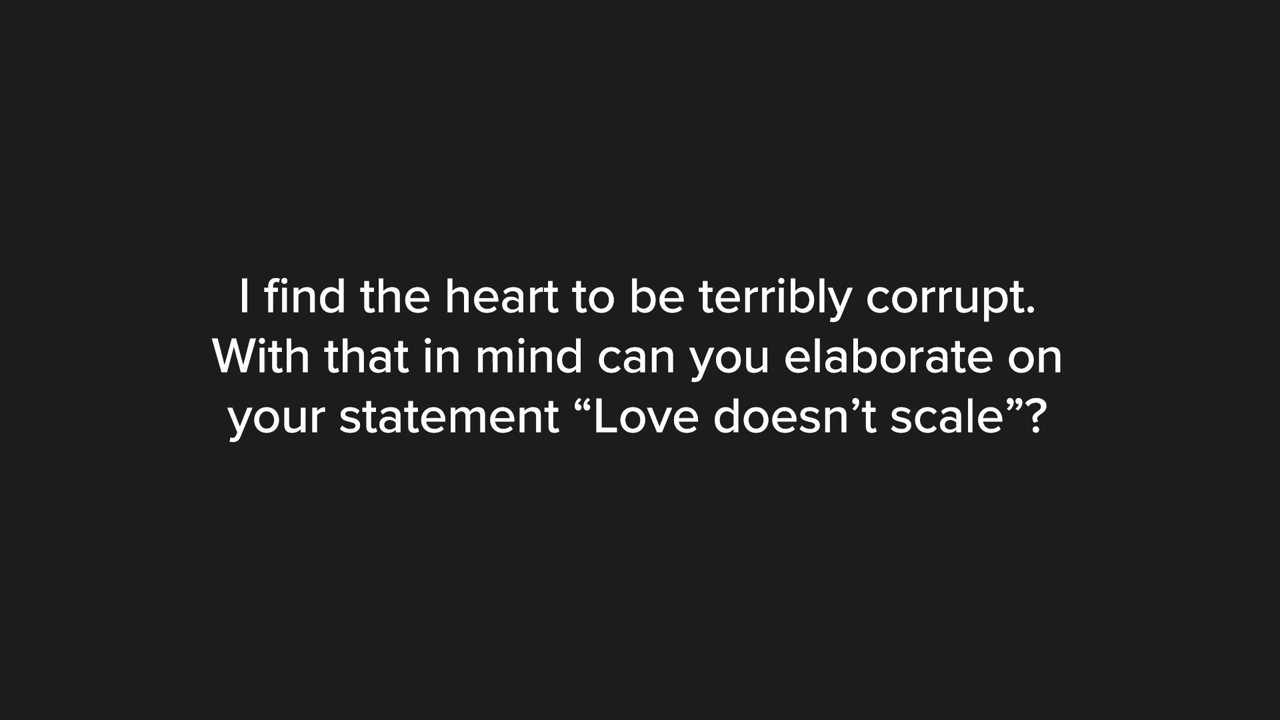 I find the heart to be terribly corrupt.
With that in mind can you elaborate on
your statement “Love doesn’t scale”?